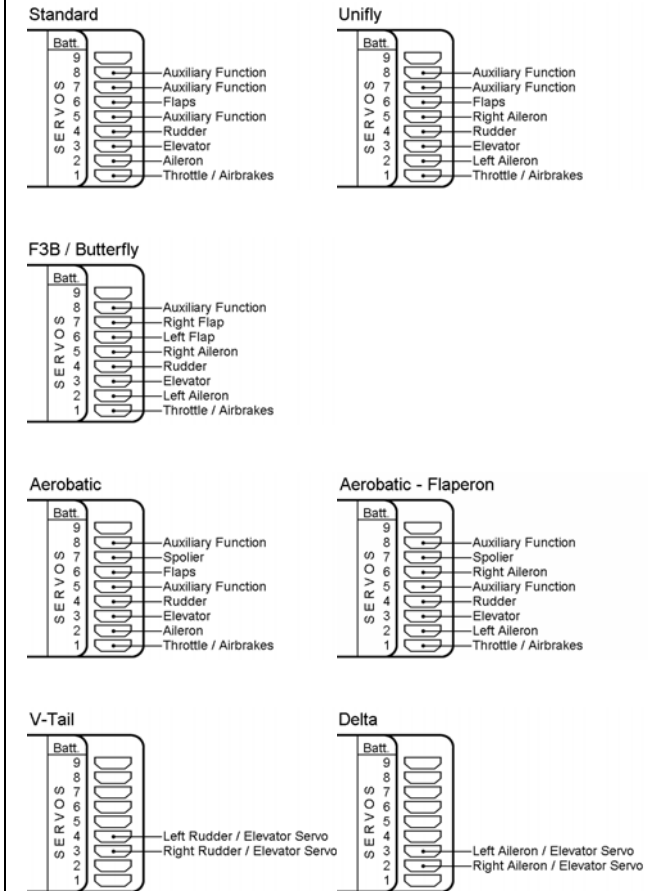 Standard
Batt.
9
8 Auxiliary Function
7 Auxiliary Function
6 Flaps
5 Auxiliary Function
4 Rudder
3 Elevator
2 Aileron
1 Throttle / Airbrakes
SERVOS
Unifly
Batt.
9
8 Auxiliary Function
7 Auxiliary Function
6 Flaps
5 Right Aileron
4 Rudder
3 Elevator
2 Left Aileron
1 Throttle / Airbrakes
SERVOS
F3B / Butterfly
Batt.
9
8 Auxiliary Function
7 Right Flap
6 Left Flap
5 Right Aileron
4 Rudder
3 Elevator
2 Left Aileron
1 Throttle / Airbrakes
SERVOS
Aerobatic
Batt.
9
8 Auxiliary Function
7 Spolier
6 Flaps
5 Auxiliary Function
4 Rudder
3 Elevator
2 Aileron
1 Throttle / Airbrakes
SERVOS
Aerobatic - Flaperon
Batt.
9
8 Auxiliary Function
7 Spolier
6 Right Aileron
5 Auxiliary Function
4 Rudder
3 Elevator
2 Left Aileron
1 Throttle / Airbrakes
SERVOS
V-Tail
Batt.
9
8
7
6
5
4 Left Rudder / Elevator Servo
3 Right Rudder / Elevator Servo
2
1
SERVOS
Delta
Batt.
9
8
7
6
5
4
3 Left Aileron / Elevator Servo
2 Right Aileron / Elevator Servo
1
SERVOS